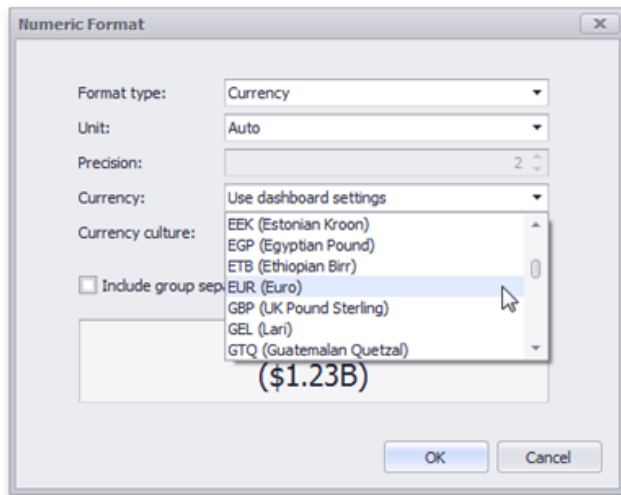 Numeric Format
Format type: Currency
Unit: Auto
Precision: 2
Currency: Use dashboard settings
EEK (Estonian Kroon)
Currency culture:
EGP (Egyptian Pound)
ETB (Ethiopian Birr)
Include group sep
EUR (Euro)
GBP (UK Pound Sterling)
GEL (Lari)
GTQ (Guatemalan Quetzal)
($1.23B)
OK Cancel